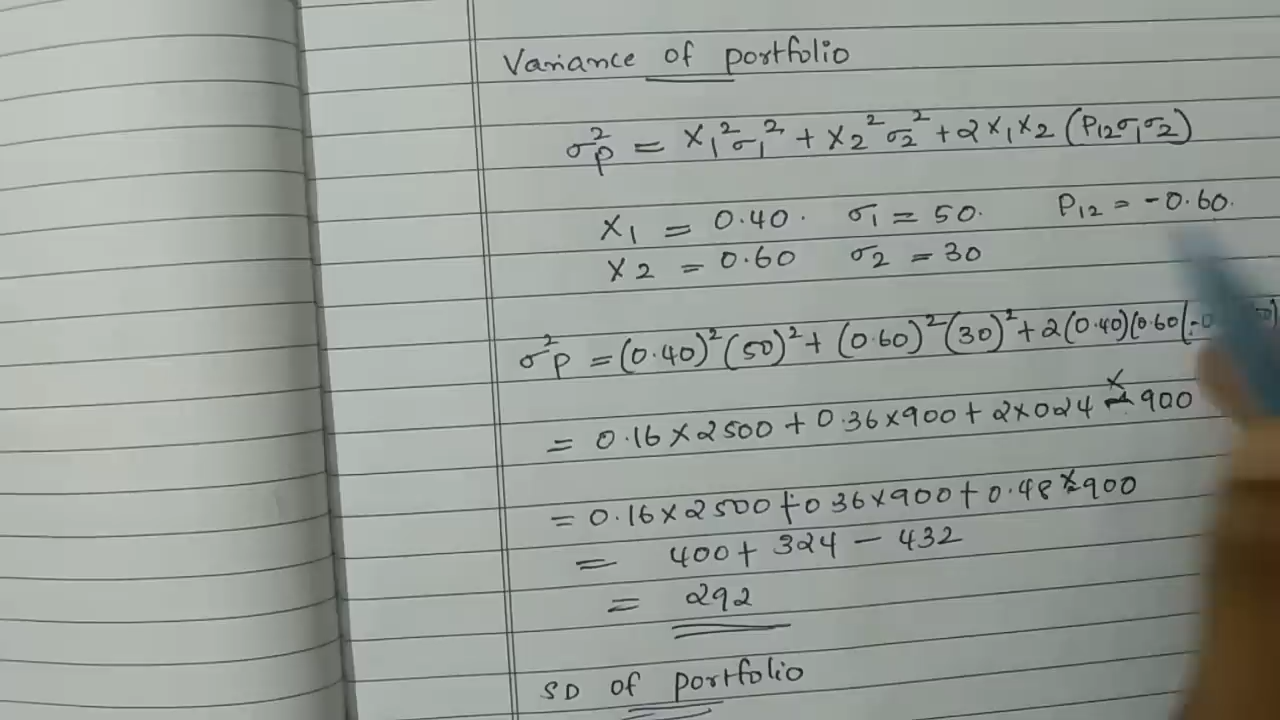 Variance of portfolio
σ²p = X₁²σ₁² + X₂²σ₂² + 2X₁X₂(P₁₂σ₁σ₂)
X₁ = 0.40. σ₁ = 50. P₁₂ = -0.60.
X₂ = 0.60 σ₂ = 30
σ²p = (0.40)²(50)² + (0.60)²(30)² + 2(0.40)(0.60(-0
= 0.16 × 2500 + 0.36 × 900 + 2 × 024 × - 900
= 0.16 × 2500 + 0 36 × 900 + 0.48 × - 900
= 400 + 324 - 432
= 292
SD of portfolio